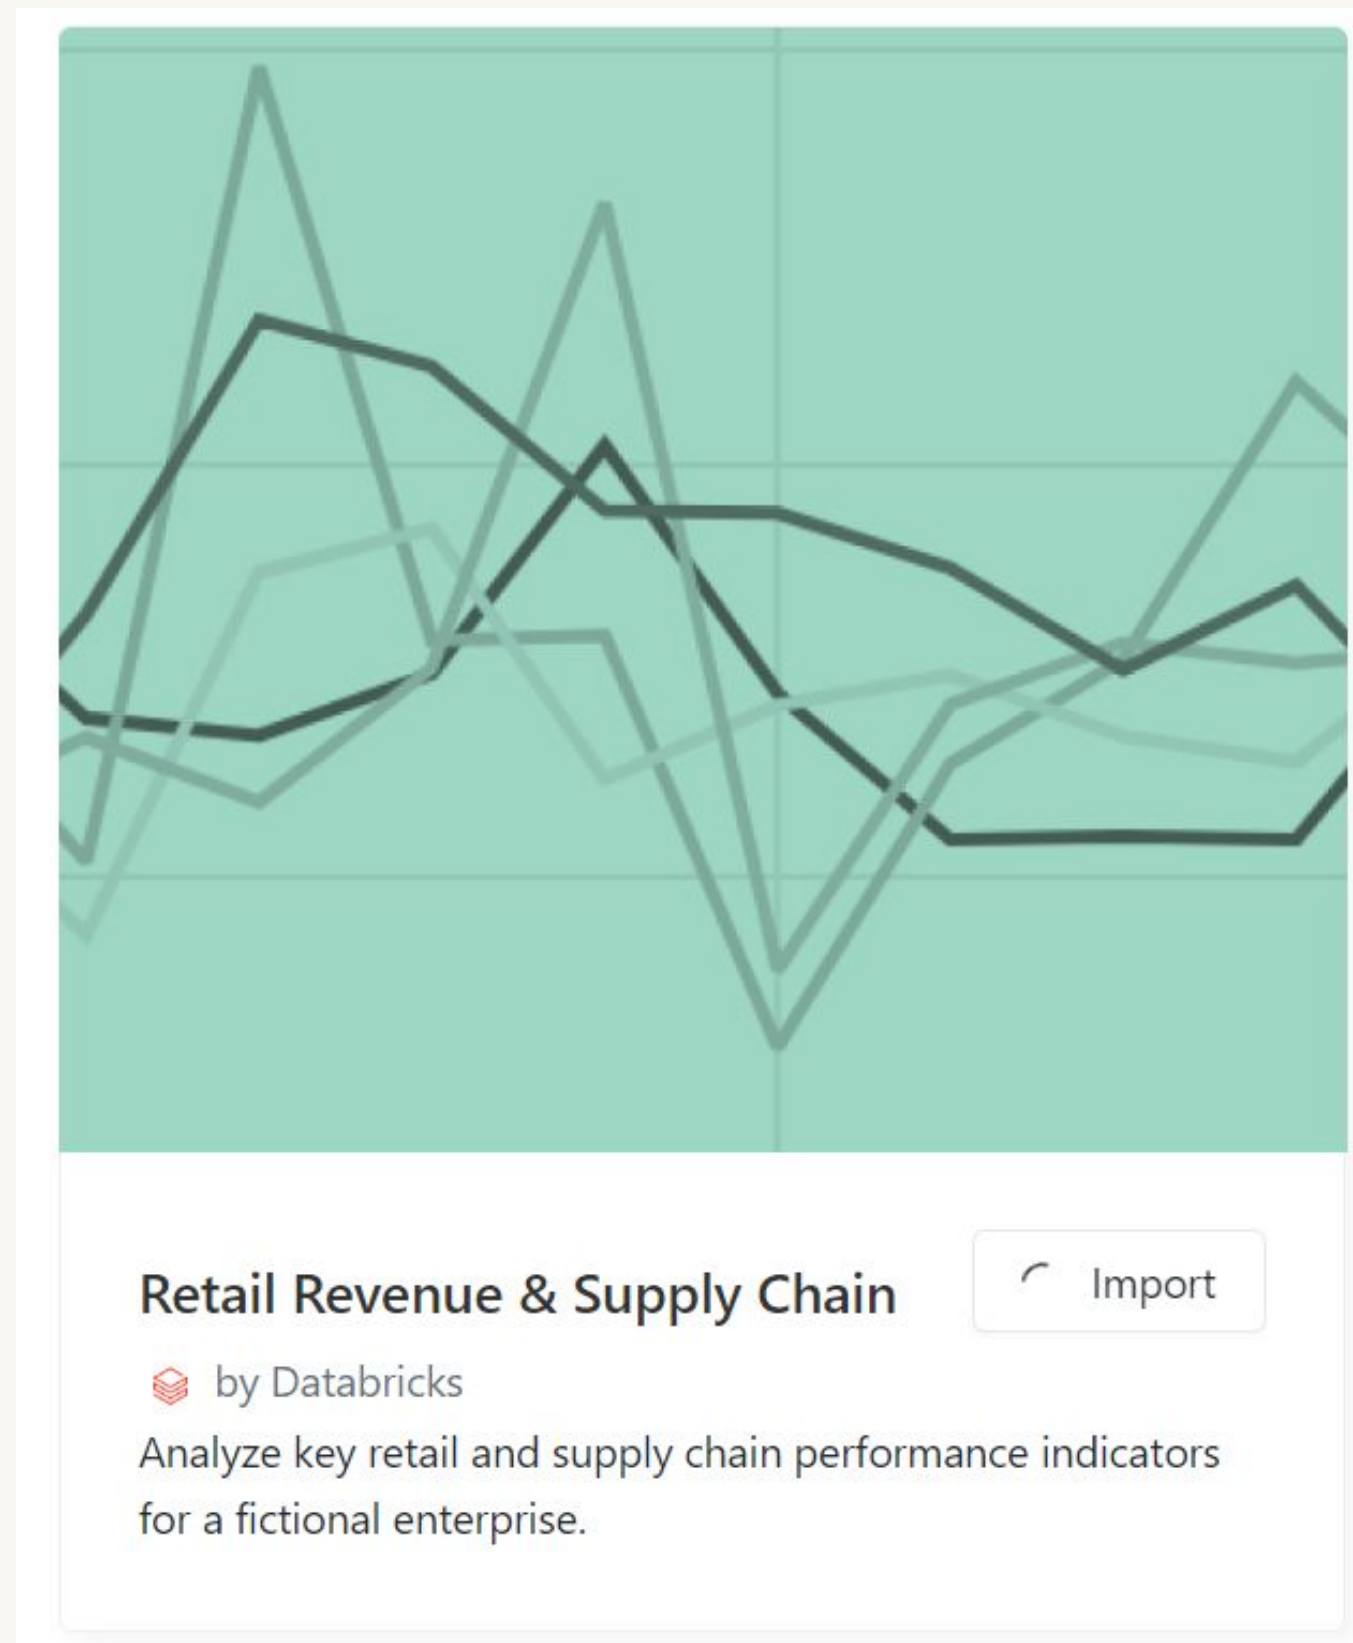 Retail Revenue & Supply Chain
Import
by Databricks
Analyze key retail and supply chain performance indicators
for a fictional enterprise.